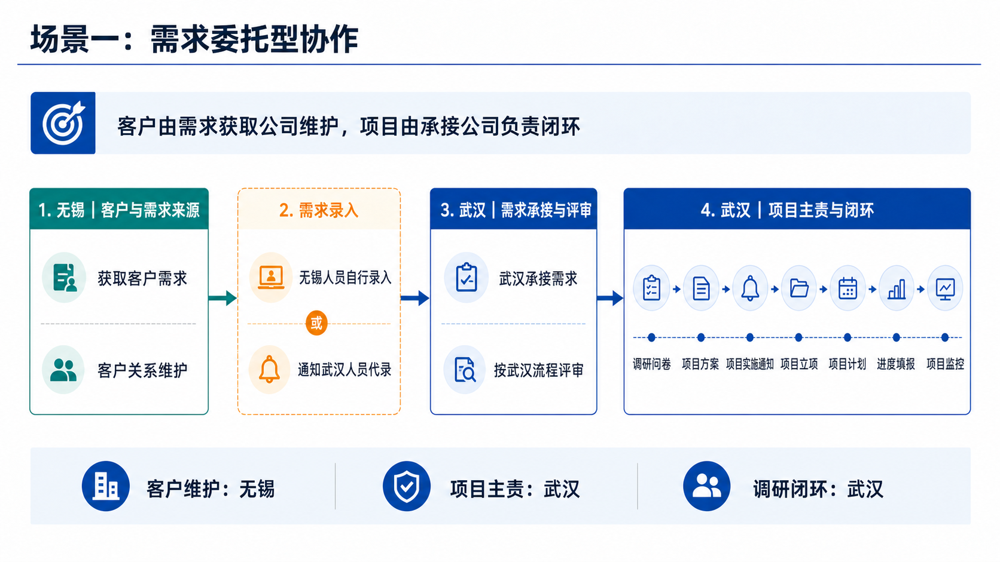 场景一：需求委托型协作
客户由需求获取公司维护，项目由承接公司负责闭环
1. 无锡｜客户与需求来源
获取客户需求
客户关系维护
2. 需求录入
无锡人员自行录入
或
通知武汉人员代录
3. 武汉｜需求承接与评审
武汉承接需求
按武汉流程评审
4. 武汉｜项目主责与闭环
调研问卷
项目方案
项目实施通知
项目立项
项目计划
进度填报
项目监控
客户维护：无锡
项目主责：武汉
调研闭环：武汉